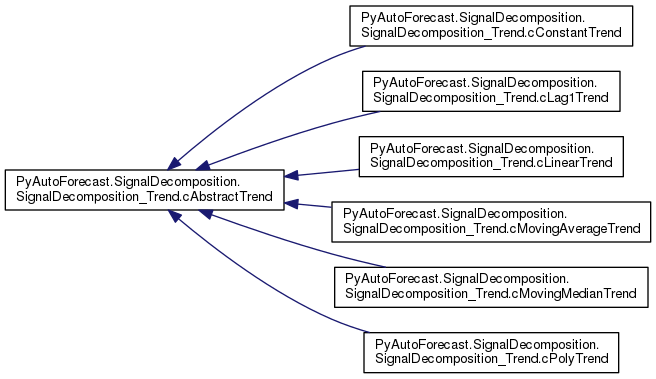 PyAutoForecast.SignalDecomposition.
SignalDecomposition_Trend.cConstantTrend
PyAutoForecast.SignalDecomposition.
SignalDecomposition_Trend.cLag1Trend
PyAutoForecast.SignalDecomposition.
SignalDecomposition_Trend.cLinearTrend
PyAutoForecast.SignalDecomposition.
SignalDecomposition_Trend.cAbstractTrend
PyAutoForecast.SignalDecomposition.
SignalDecomposition_Trend.cMovingAverageTrend
PyAutoForecast.SignalDecomposition.
SignalDecomposition_Trend.cMovingMedianTrend
PyAutoForecast.SignalDecomposition.
SignalDecomposition_Trend.cPolyTrend